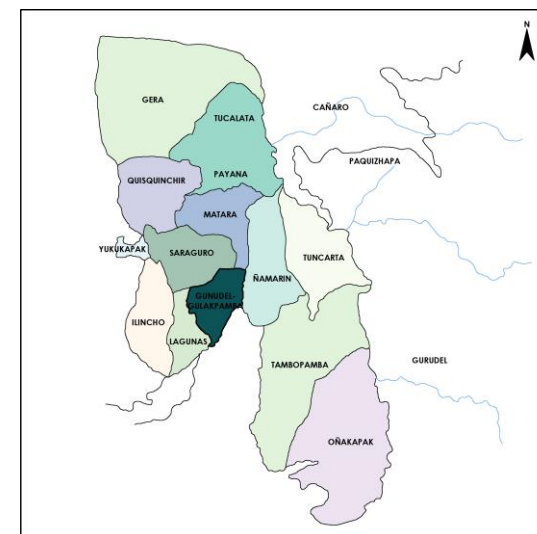 N
GERA
TUCALATA
CAÑARO
PAQUIZHAPA
QUISQUINCHIR
PAYANA
MATARA
YUKUKAPAK
SARAGURO
ÑAMARIN
TUNCARTA
GUNUDEL-
GULAKPAMBA
ILINCHO
LAGUNAS
TAMBOPAMBA
GURUDEL
OÑAKAPAK